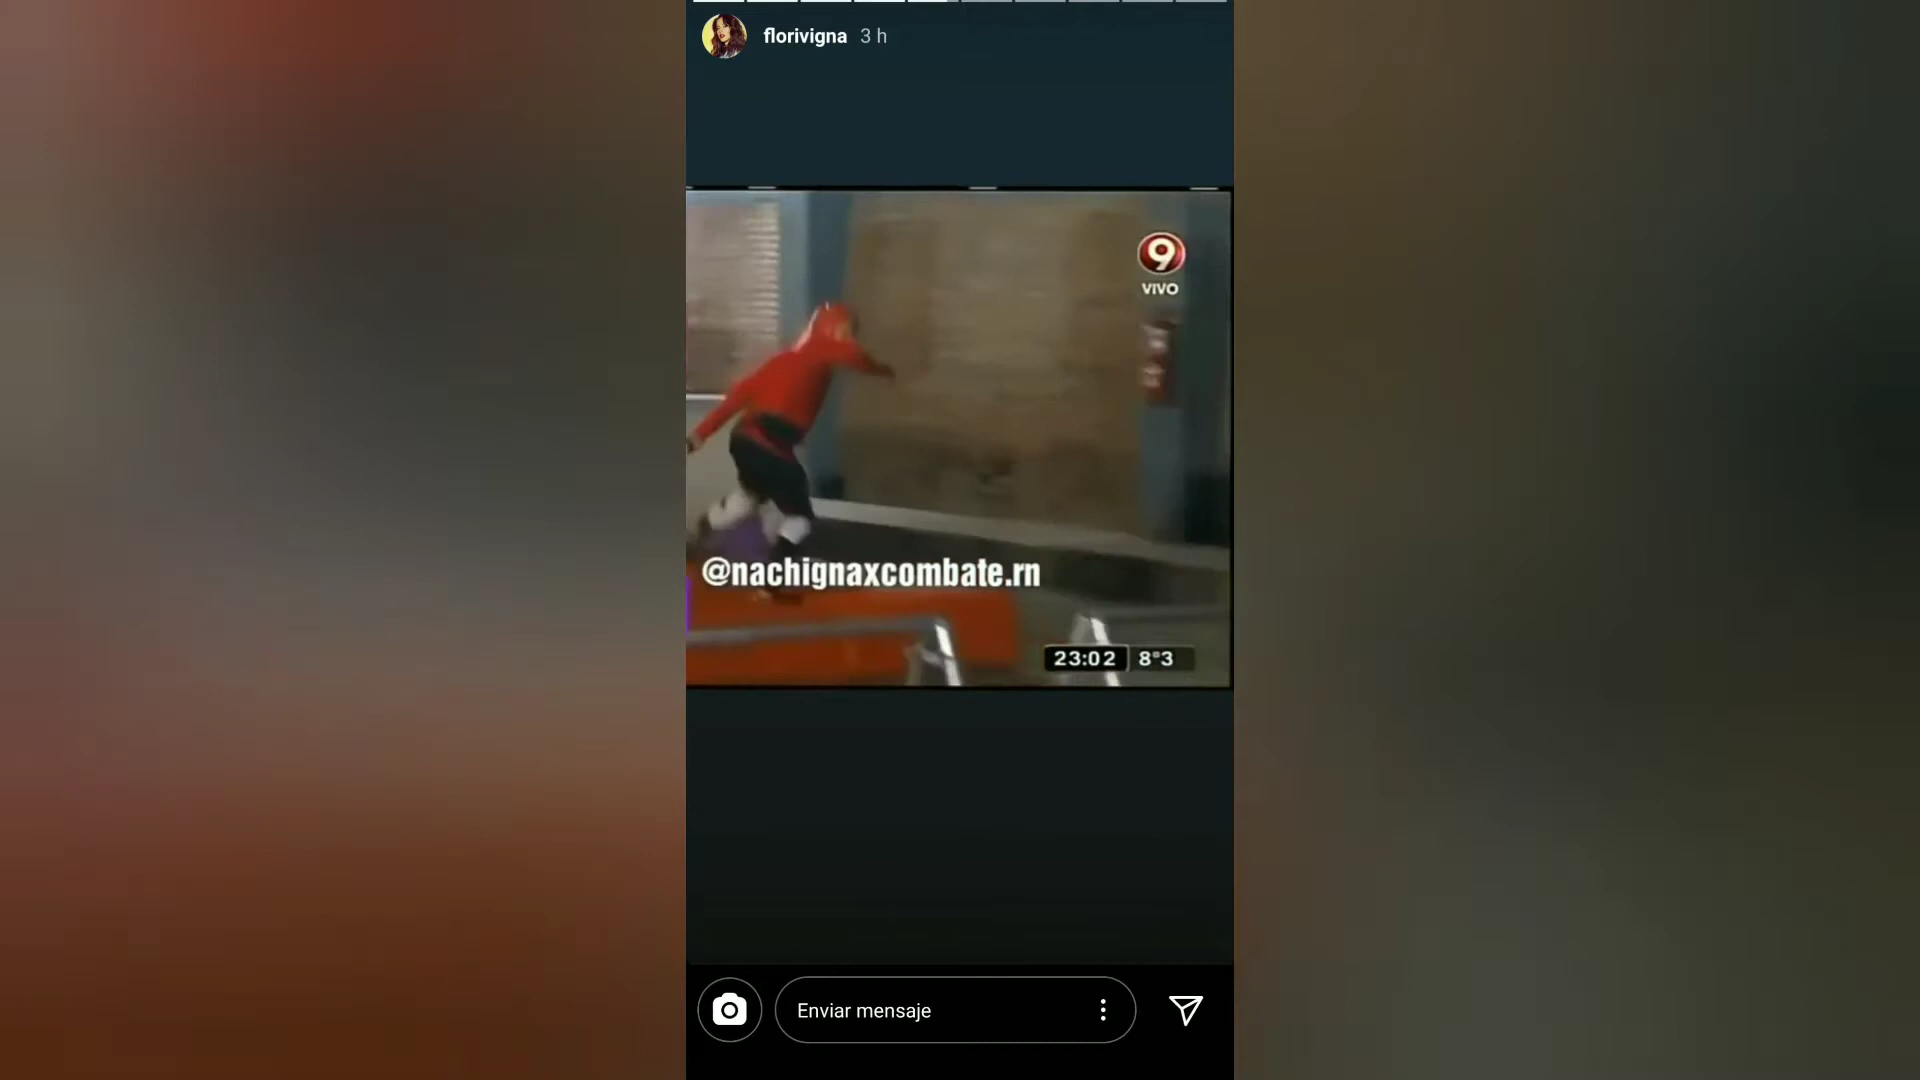 florivigna 3 h
9
VIVO
@nachignaxcombate.rn
23:02 8°3
Enviar mensaje